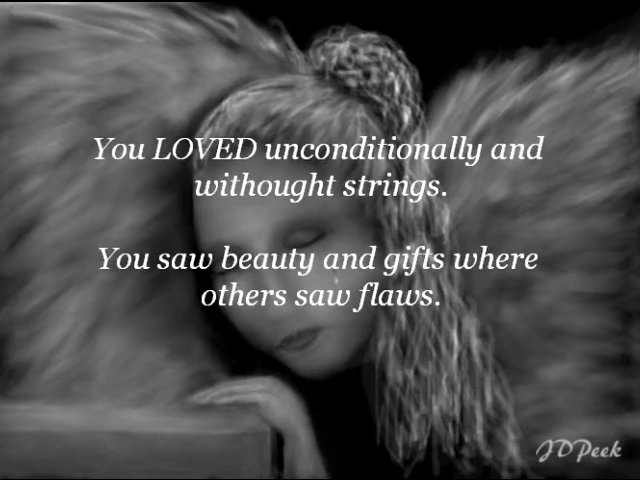 You LOVED unconditionally and
withought strings.
You saw beauty and gifts where
others saw flaws.
JDPeek